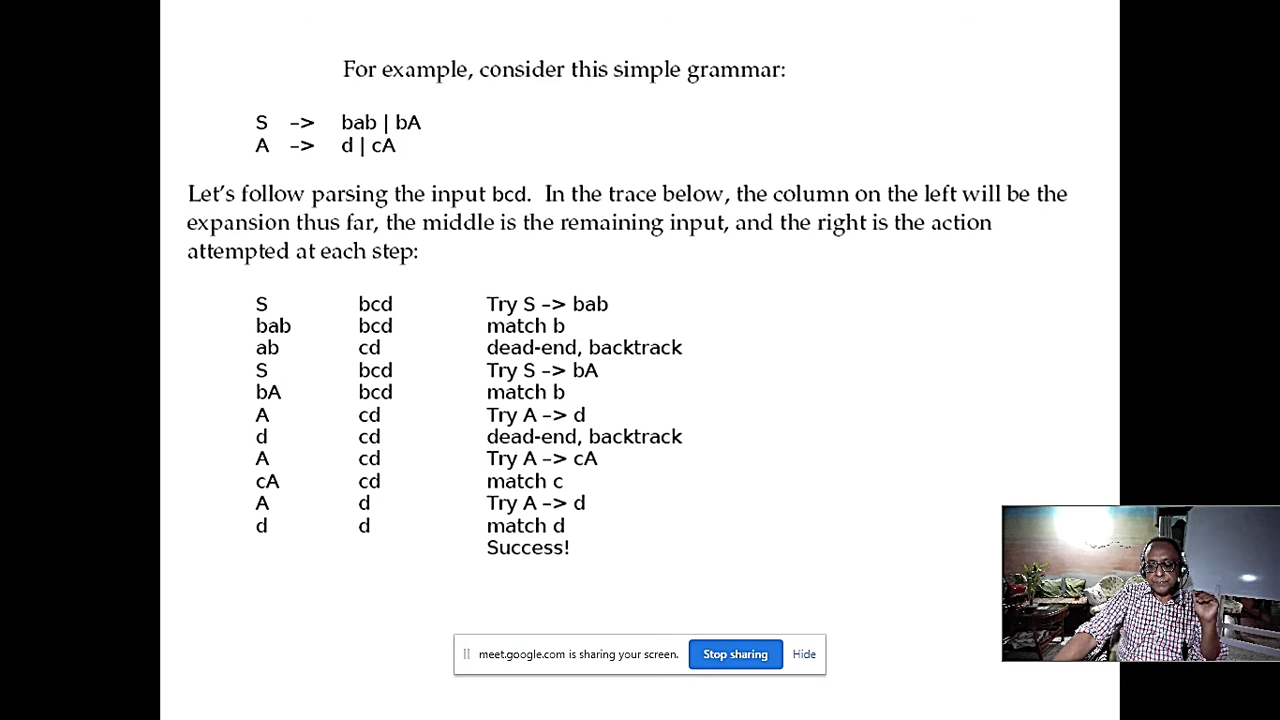 For example, consider this simple grammar:
S –> bab | bA
A –> d | cA
Let's follow parsing the input bcd. In the trace below, the column on the left will be the
expansion thus far, the middle is the remaining input, and the right is the action
attempted at each step:
S bcd Try S –> bab
bab bcd match b
ab cd dead-end, backtrack
S bcd Try S –> bA
bA bcd match b
A cd Try A –> d
d cd dead-end, backtrack
A cd Try A –> cA
cA cd match c
A d Try A –> d
d d match d
Success!
meet.google.com is sharing your screen. Stop sharing Hide